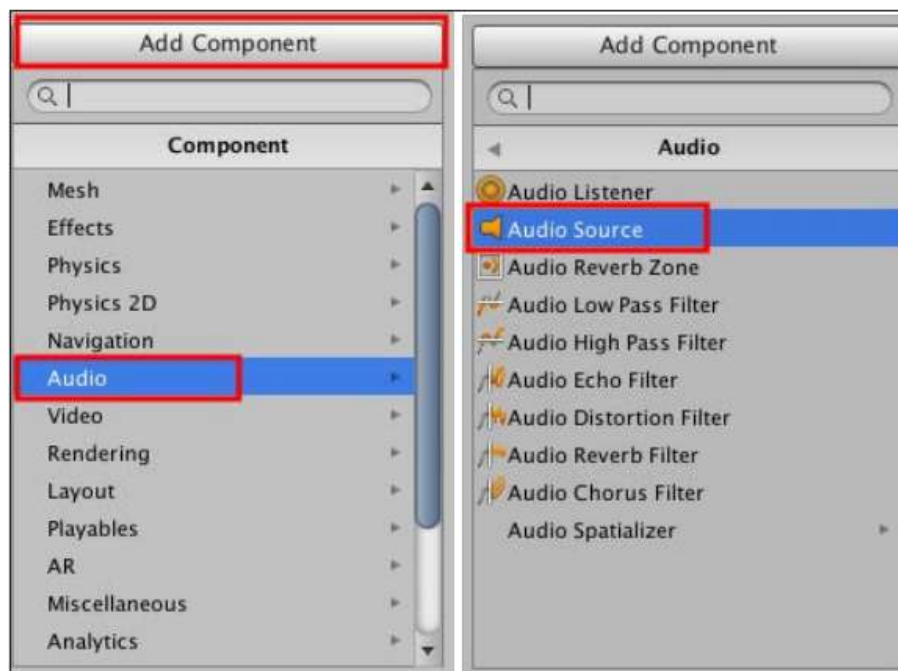 Add Component
Component
Mesh
Effects
Physics
Physics 2D
Navigation
Audio
Video
Rendering
Layout
Playables
AR
Miscellaneous
Analytics
Add Component
Audio
Audio Listener
Audio Source
Audio Reverb Zone
Audio Low Pass Filter
Audio High Pass Filter
Audio Echo Filter
Audio Distortion Filter
Audio Reverb Filter
Audio Chorus Filter
Audio Spatializer